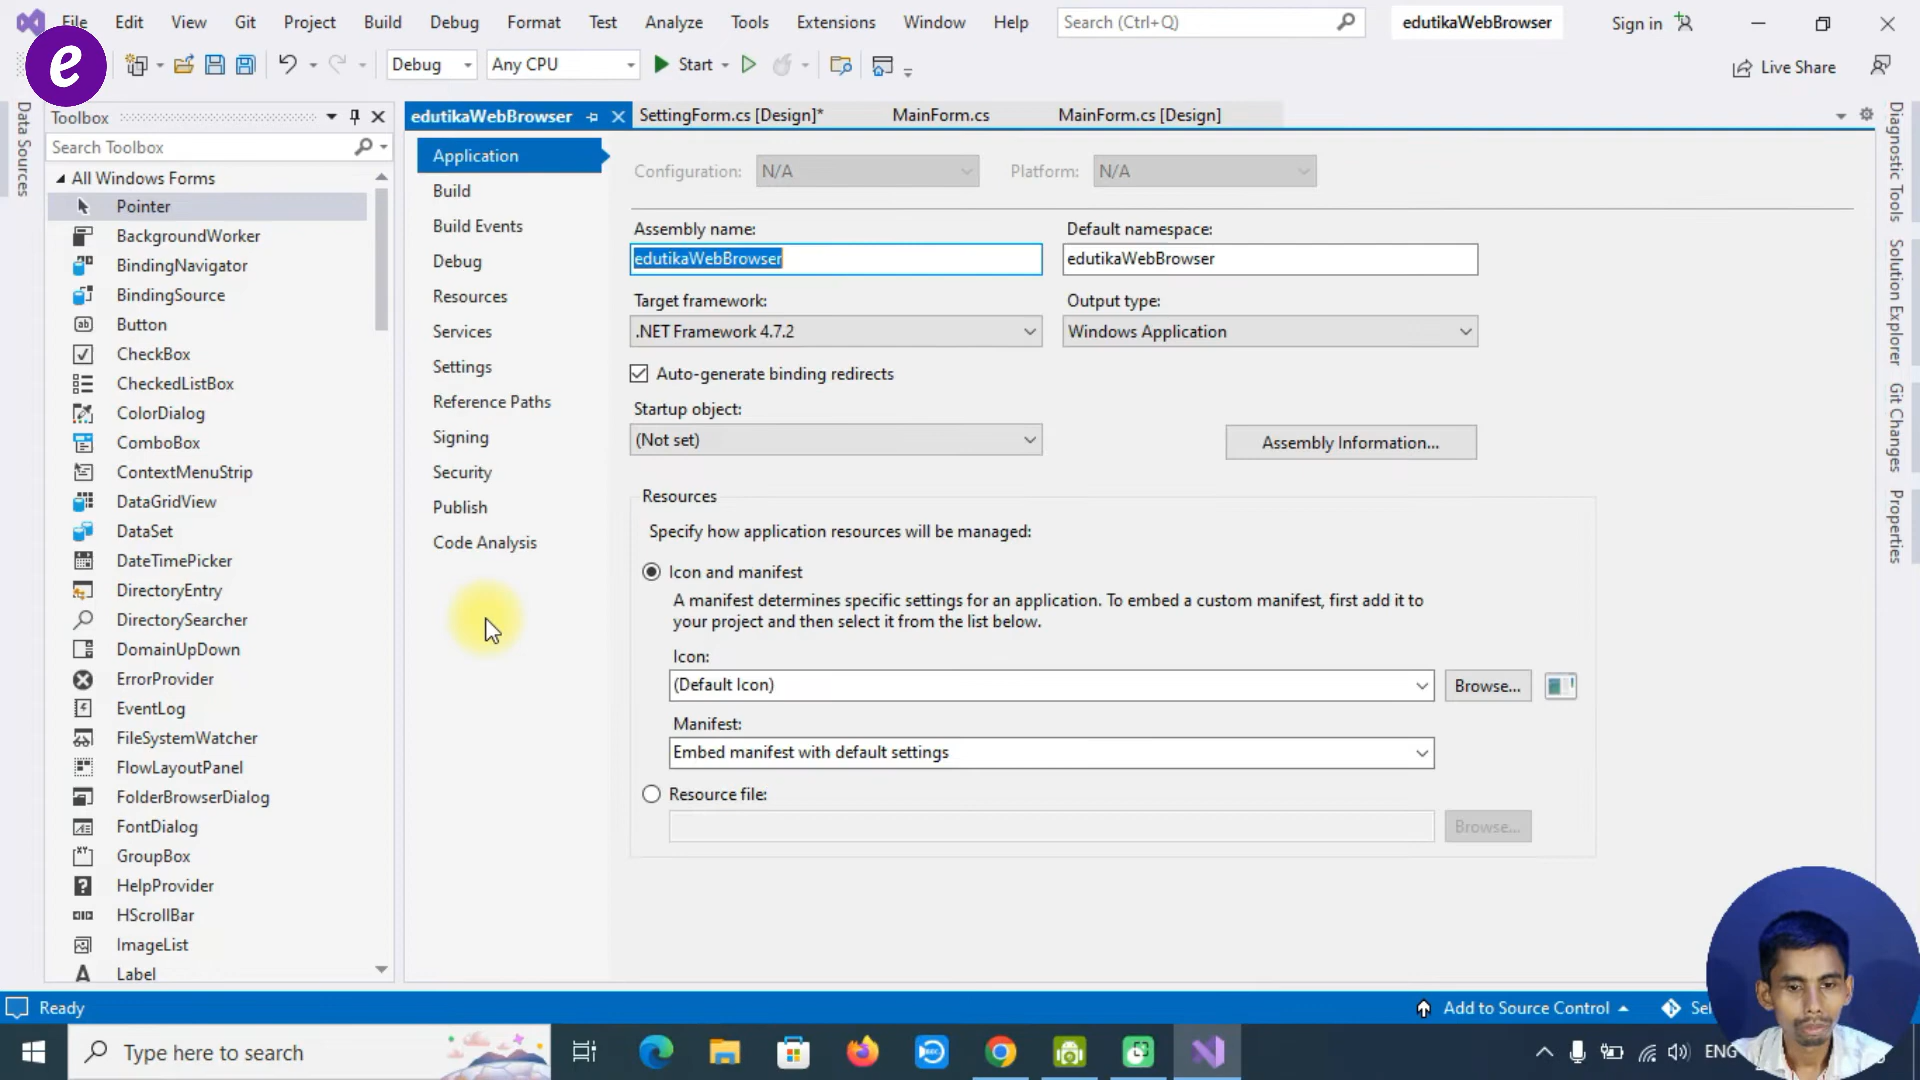 File Edit View Git Project Build Debug Format Test Analyze Tools Extensions Window Help Search (Ctrl+Q) edutikaWebBrowser Sign in
e Debug Any CPU Start Live Share
Data Sources
Toolbox
Search Toolbox
All Windows Forms
Pointer
BackgroundWorker
BindingNavigator
BindingSource
Button
CheckBox
CheckedListBox
ColorDialog
ComboBox
ContextMenuStrip
DataGridView
DataSet
DateTimePicker
DirectoryEntry
DirectorySearcher
DomainUpDown
ErrorProvider
EventLog
FileSystemWatcher
FlowLayoutPanel
FolderBrowserDialog
FontDialog
GroupBox
HelpProvider
HScrollBar
ImageList
Label
edutikaWebBrowser SettingForm.cs [Design]* MainForm.cs MainForm.cs [Design]
Application
Build
Build Events
Debug
Resources
Services
Settings
Reference Paths
Signing
Security
Publish
Code Analysis
Configuration: N/A Platform: N/A
Assembly name: Default namespace:
edutikaWebBrowser edutikaWebBrowser
Target framework: Output type:
.NET Framework 4.7.2 Windows Application
Auto-generate binding redirects
Startup object:
(Not set) Assembly Information...
Resources
Specify how application resources will be managed:
Icon and manifest
A manifest determines specific settings for an application. To embed a custom manifest, first add it to
your project and then select it from the list below.
Icon:
(Default Icon) Browse...
Manifest:
Embed manifest with default settings
Resource file:
Browse...
Diagnostic Tools
Solution Explorer
Git Changes
Properties
Ready Add to Source Control
Type here to search ENG